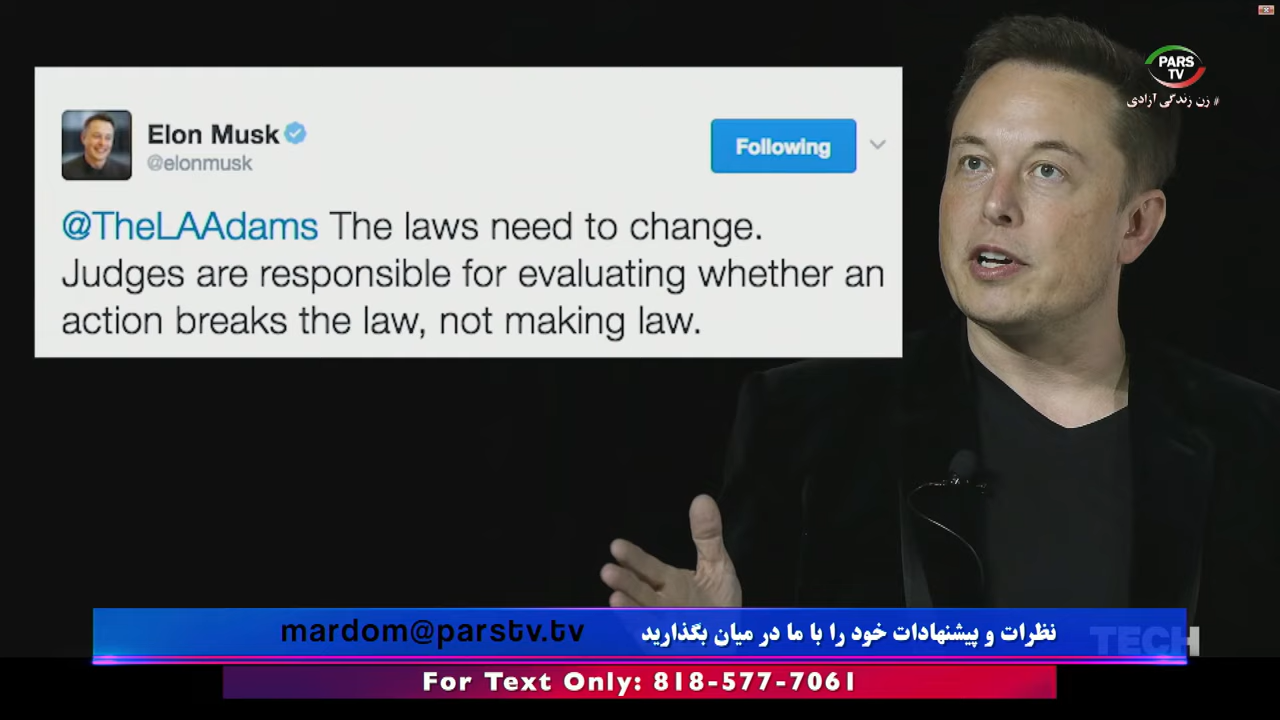 PARS
TV
# زن زندگی آزادی
Elon Musk
@elonmusk
Following
@TheLAAdams The laws need to change.
Judges are responsible for evaluating whether an
action breaks the law, not making law.
نظرات و پیشنهادات خود را با ما در میان بگذارید mardom@parstv.tv
TECH
For Text Only: 818-577-7061